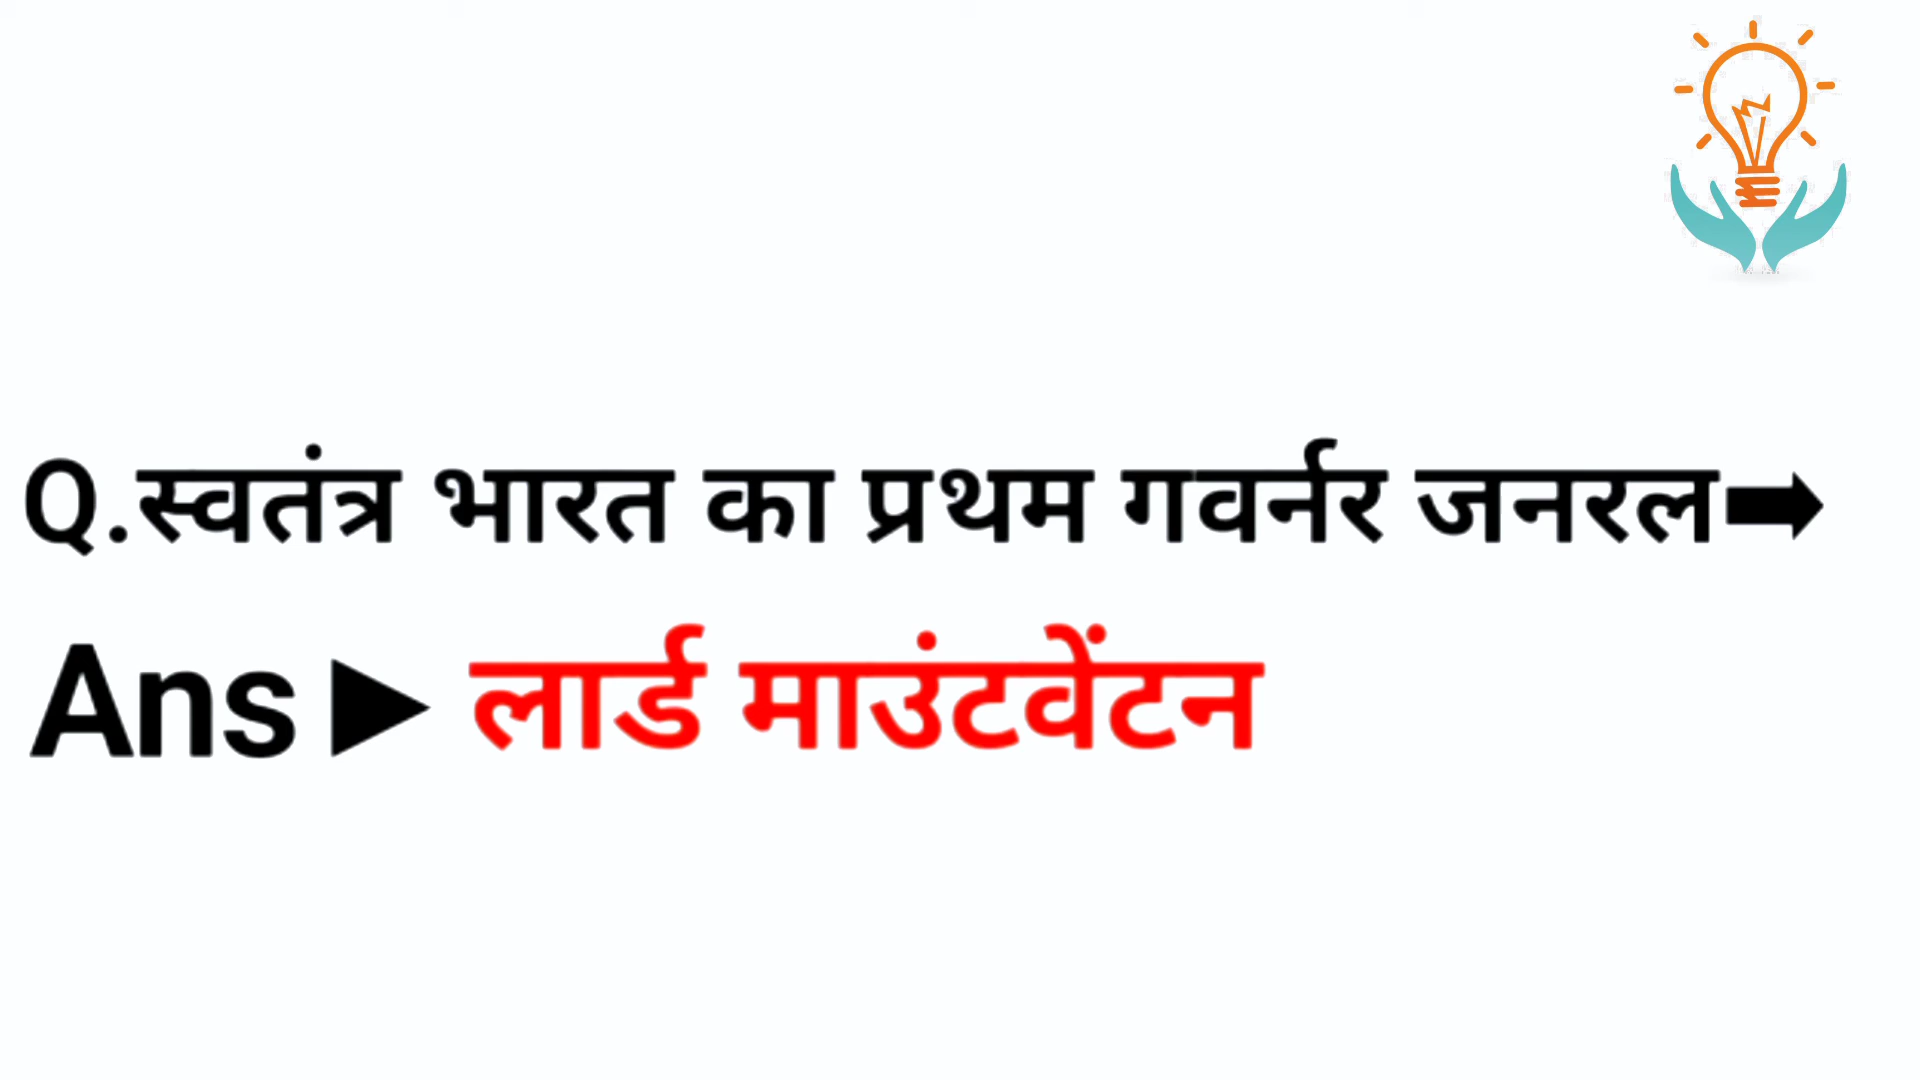 Q.स्वतंत्र भारत का प्रथम गवर्नर जनरल➡
Ans ▶ लार्ड माउंटवेंटन